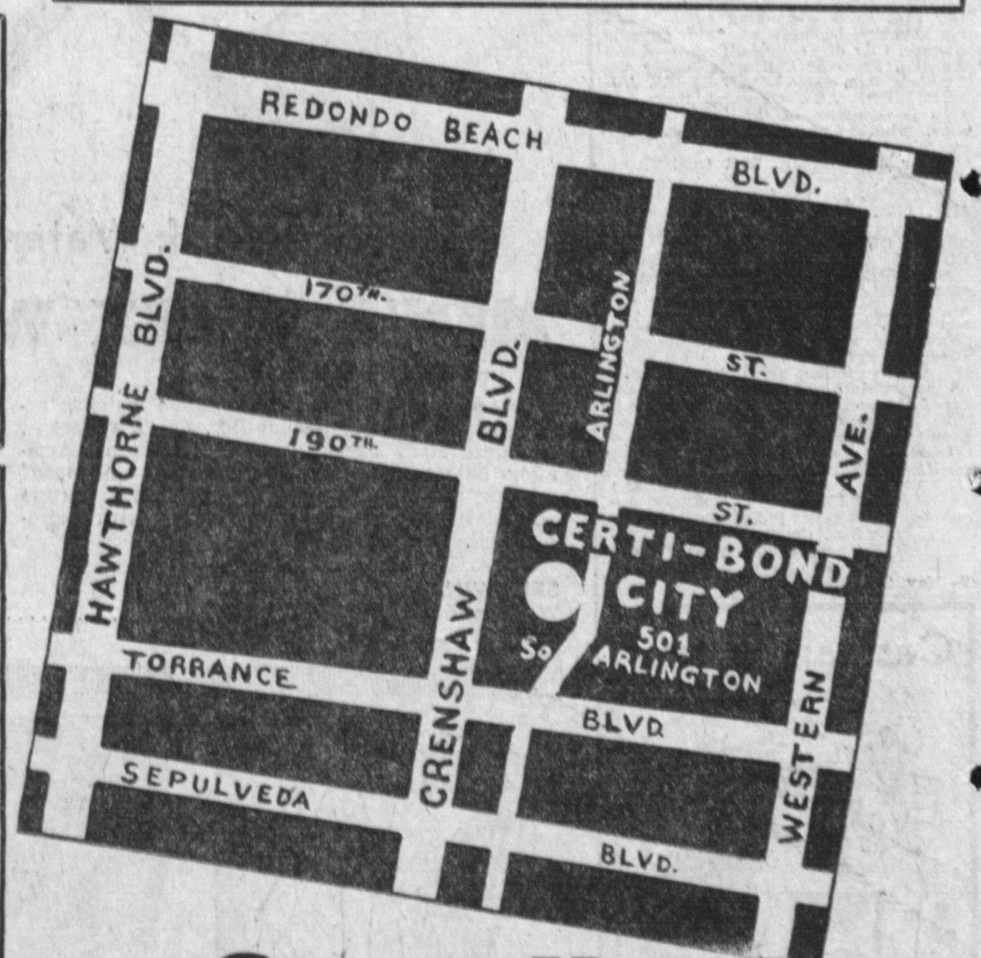 REDONDO BEACH BLVD.
170TH. ST.
190TH. ST.
HAWTHORNE BLVD.
CRENSHAW BLVD.
ARLINGTON
WESTERN AVE.
CERTI-BOND
CITY
501
So ARLINGTON
TORRANCE BLVD
SEPULVEDA BLVD.